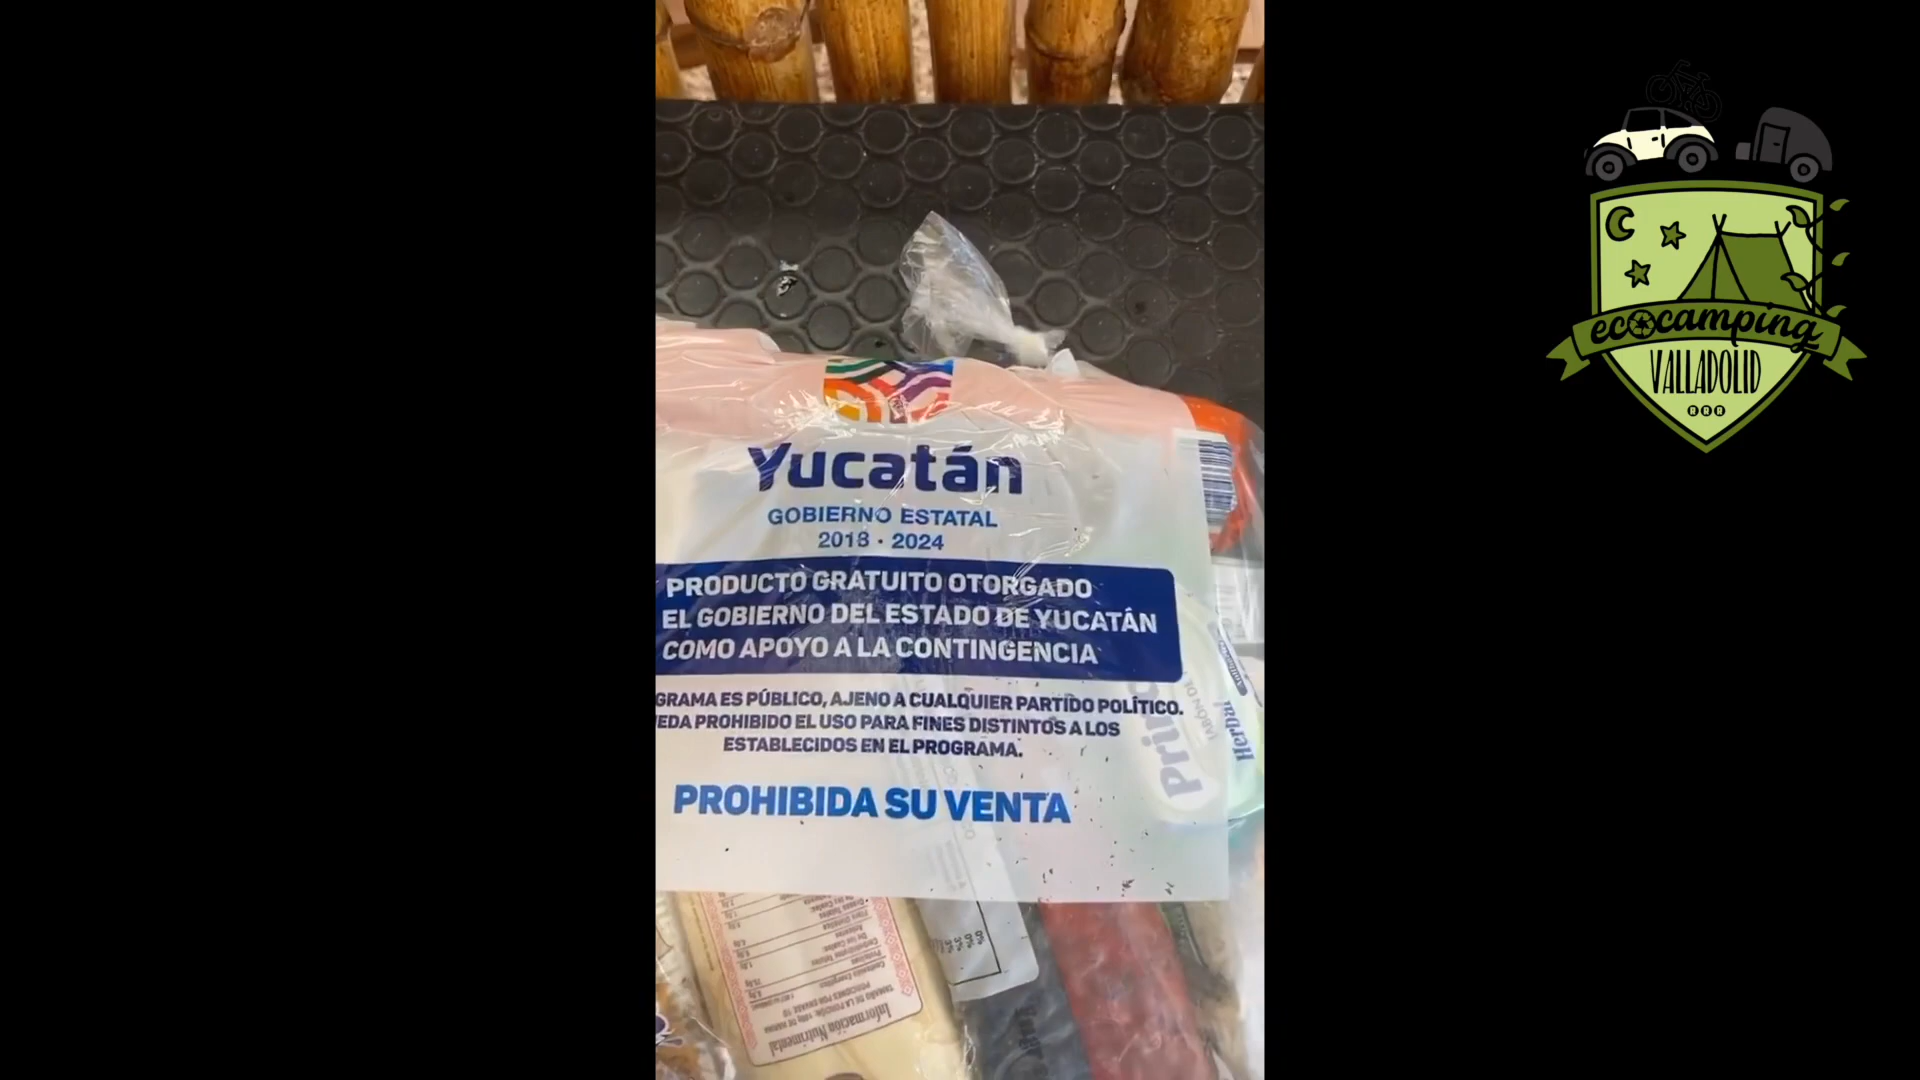 Yucatán
GOBIERNO ESTATAL
2018 • 2024
PRODUCTO GRATUITO OTORGADO
EL GOBIERNO DEL ESTADO DE YUCATÁN
COMO APOYO A LA CONTINGENCIA
GRAMA ES PÚBLICO, AJENO A CUALQUIER PARTIDO POLÍTICO.
EDA PROHIBIDO EL USO PARA FINES DISTINTOS A LOS
ESTABLECIDOS EN EL PROGRAMA.
PROHIBIDA SU VENTA
Herbal
Información Nutrimental
ecocamping
VALLADOLID